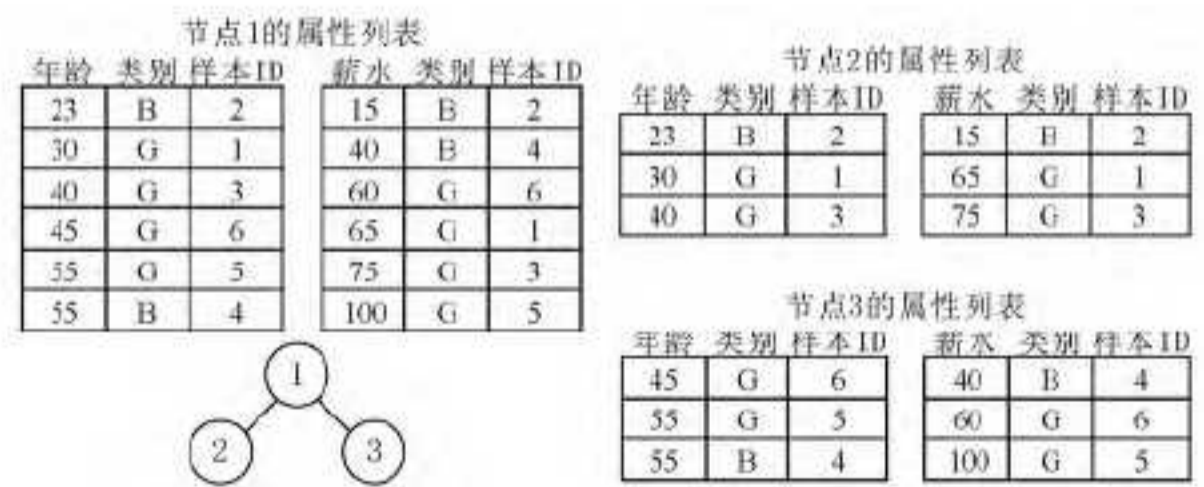 节点1的属性列表
年龄 类别 样本ID
23 B 2
30 G 1
40 G 3
45 G 6
55 G 5
55 B 4
薪水 类别 样本ID
15 B 2
40 B 4
60 G 6
65 G 1
75 G 3
100 G 5
1
2 3
节点2的属性列表
年龄 类别 样本ID
23 B 2
30 G 1
40 G 3
薪水 类别 样本ID
15 B 2
65 G 1
75 G 3
节点3的属性列表
年龄 类别 样本ID
45 G 6
55 G 5
55 B 4
薪水 类别 样本ID
40 B 4
60 G 6
100 G 5